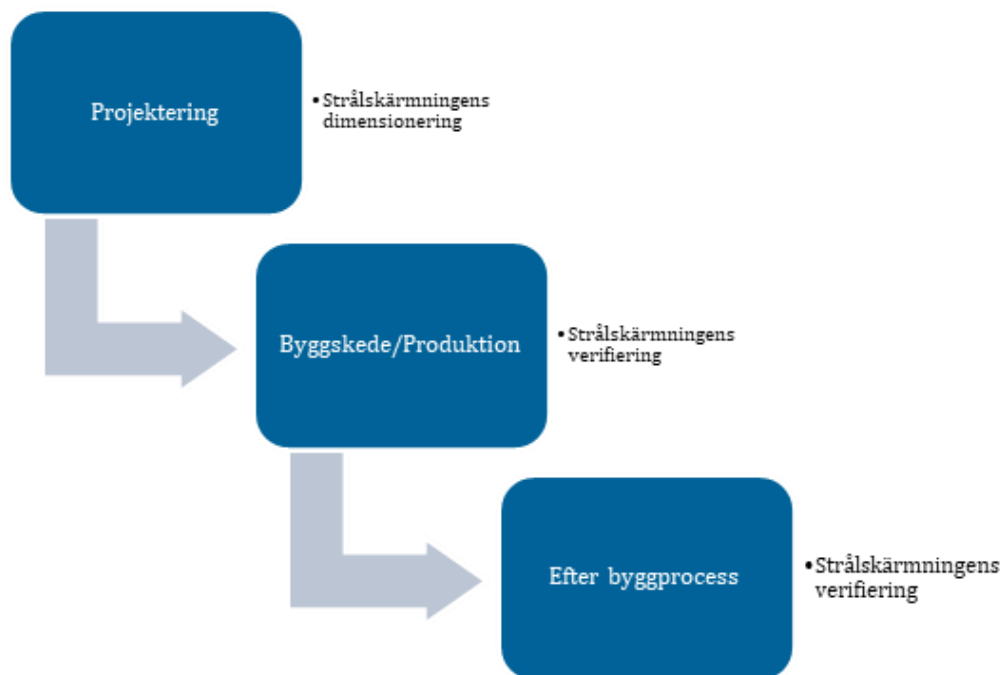 Projektering
• Strålskärmningens
dimensionering
Byggskede/Produktion
• Strålskärmningens
verifiering
Efter byggprocess
• Strålskärmningens
verifiering